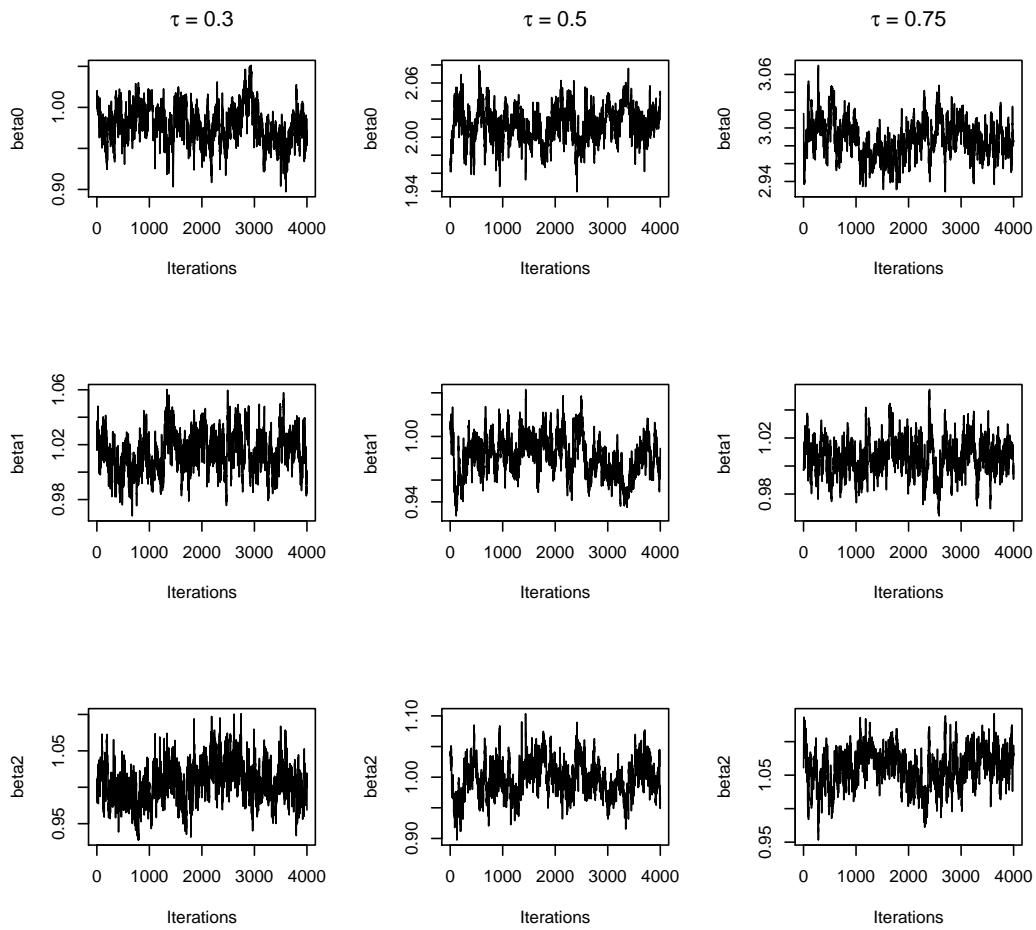 τ = 0.3
τ = 0.5
τ = 0.75
beta0
0.90 1.00
0 1000 2000 3000 4000
Iterations
beta0
1.94 2.00 2.06
0 1000 2000 3000 4000
Iterations
beta0
2.94 3.00 3.06
0 1000 2000 3000 4000
Iterations
beta1
0.98 1.02 1.06
0 1000 2000 3000 4000
Iterations
beta1
0.94 1.00
0 1000 2000 3000 4000
Iterations
beta1
0.98 1.02
0 1000 2000 3000 4000
Iterations
beta2
0.95 1.05
0 1000 2000 3000 4000
Iterations
beta2
0.90 1.00 1.10
0 1000 2000 3000 4000
Iterations
beta2
0.95 1.05
0 1000 2000 3000 4000
Iterations